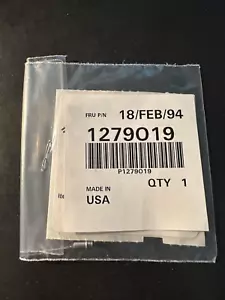 FRU P/N 18/FEB/94
1279019
P1279019
MADE IN QTY 1
USA